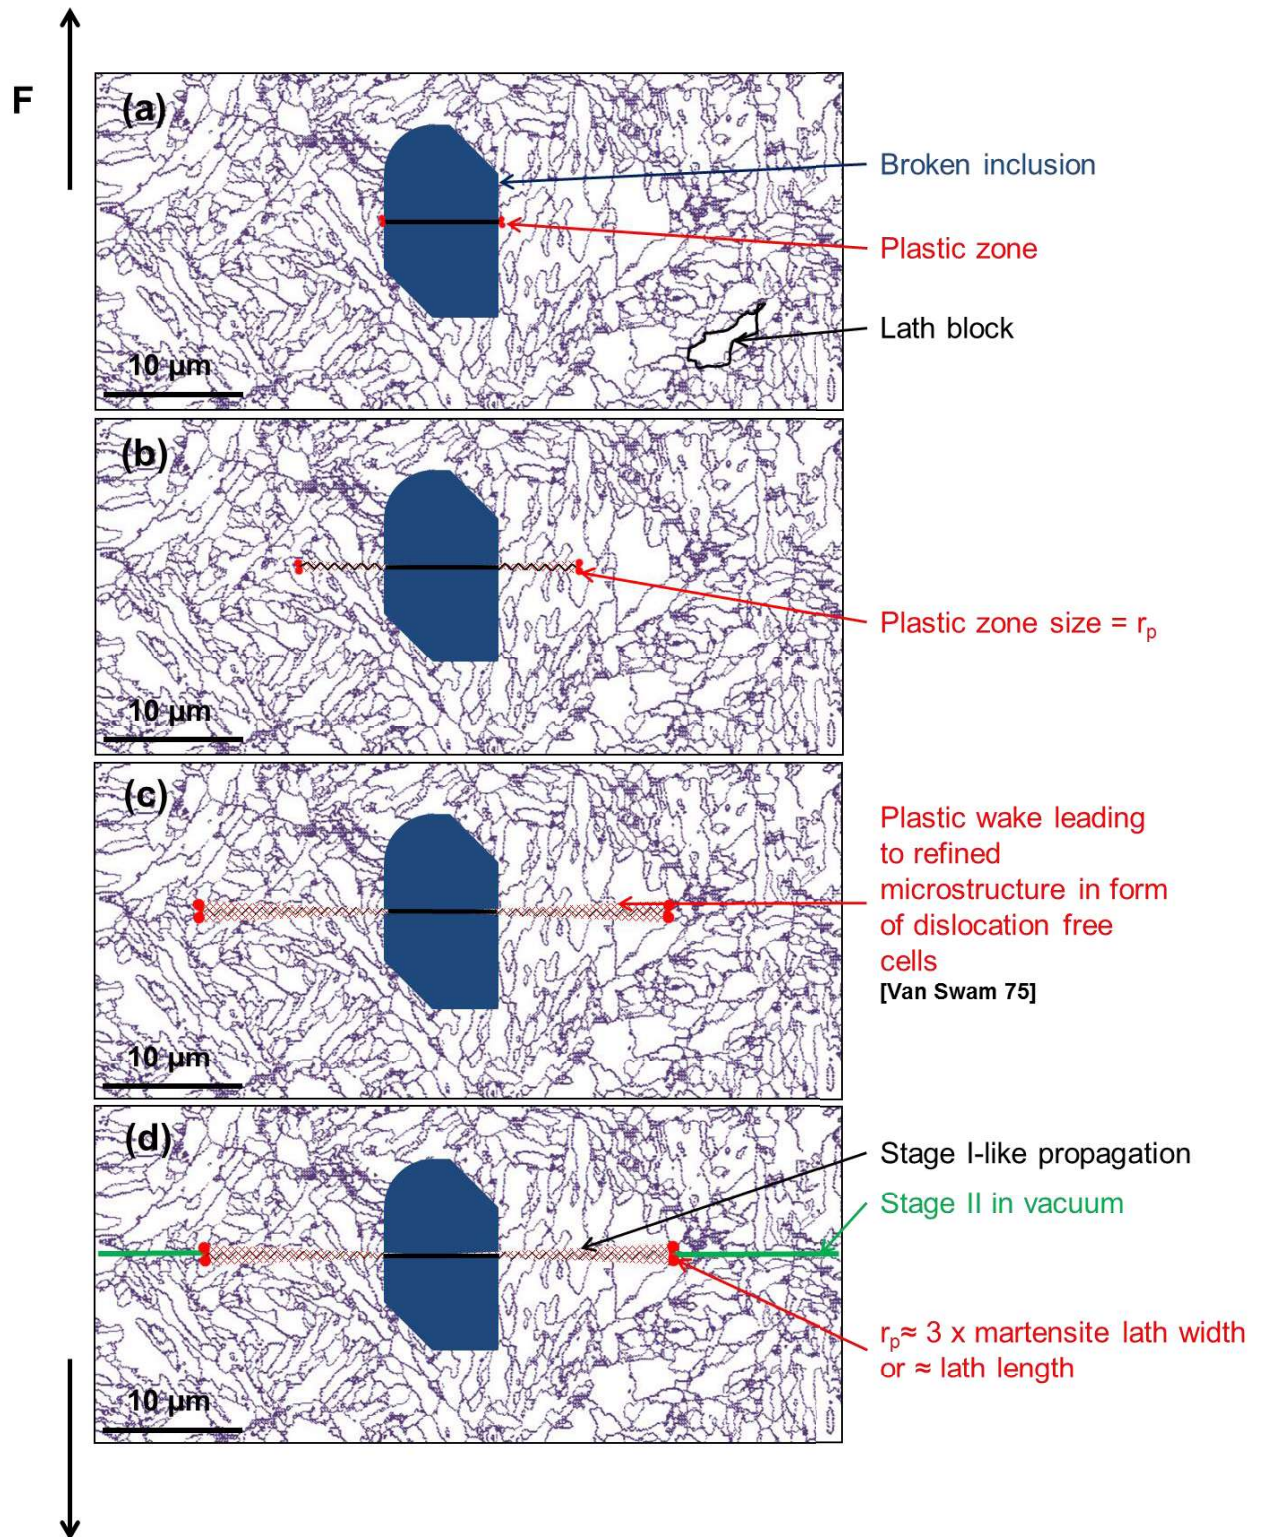 F
(a)
Broken inclusion
Plastic zone
Lath block
10 µm
(b)
Plastic zone size = rp
10 µm
(c)
Plastic wake leading
to refined
microstructure in form
of dislocation free
cells
[Van Swam 75]
10 µm
(d)
Stage I-like propagation
Stage II in vacuum
rp≈ 3 x martensite lath width
or ≈ lath length
10 µm